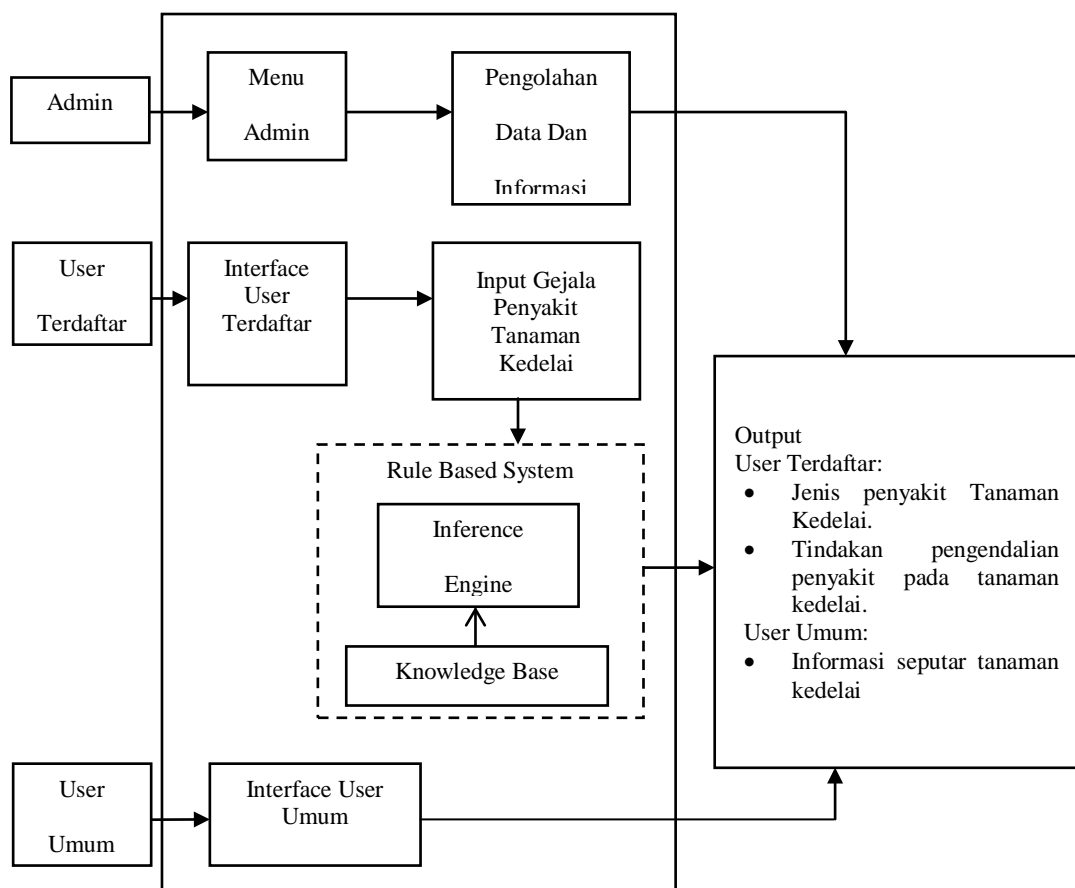 Admin
Menu
Admin
Pengolahan
Data Dan
Informasi
User
Terdaftar
Interface
User
Terdaftar
Input Gejala
Penyakit
Tanaman
Kedelai
Rule Based System
Inference
Engine
Knowledge Base
User
Umum
Interface User
Umum
Output
User Terdaftar:
• Jenis penyakit Tanaman
Kedelai.
• Tindakan pengendalian
penyakit pada tanaman
kedelai.
User Umum:
• Informasi seputar tanaman
kedelai